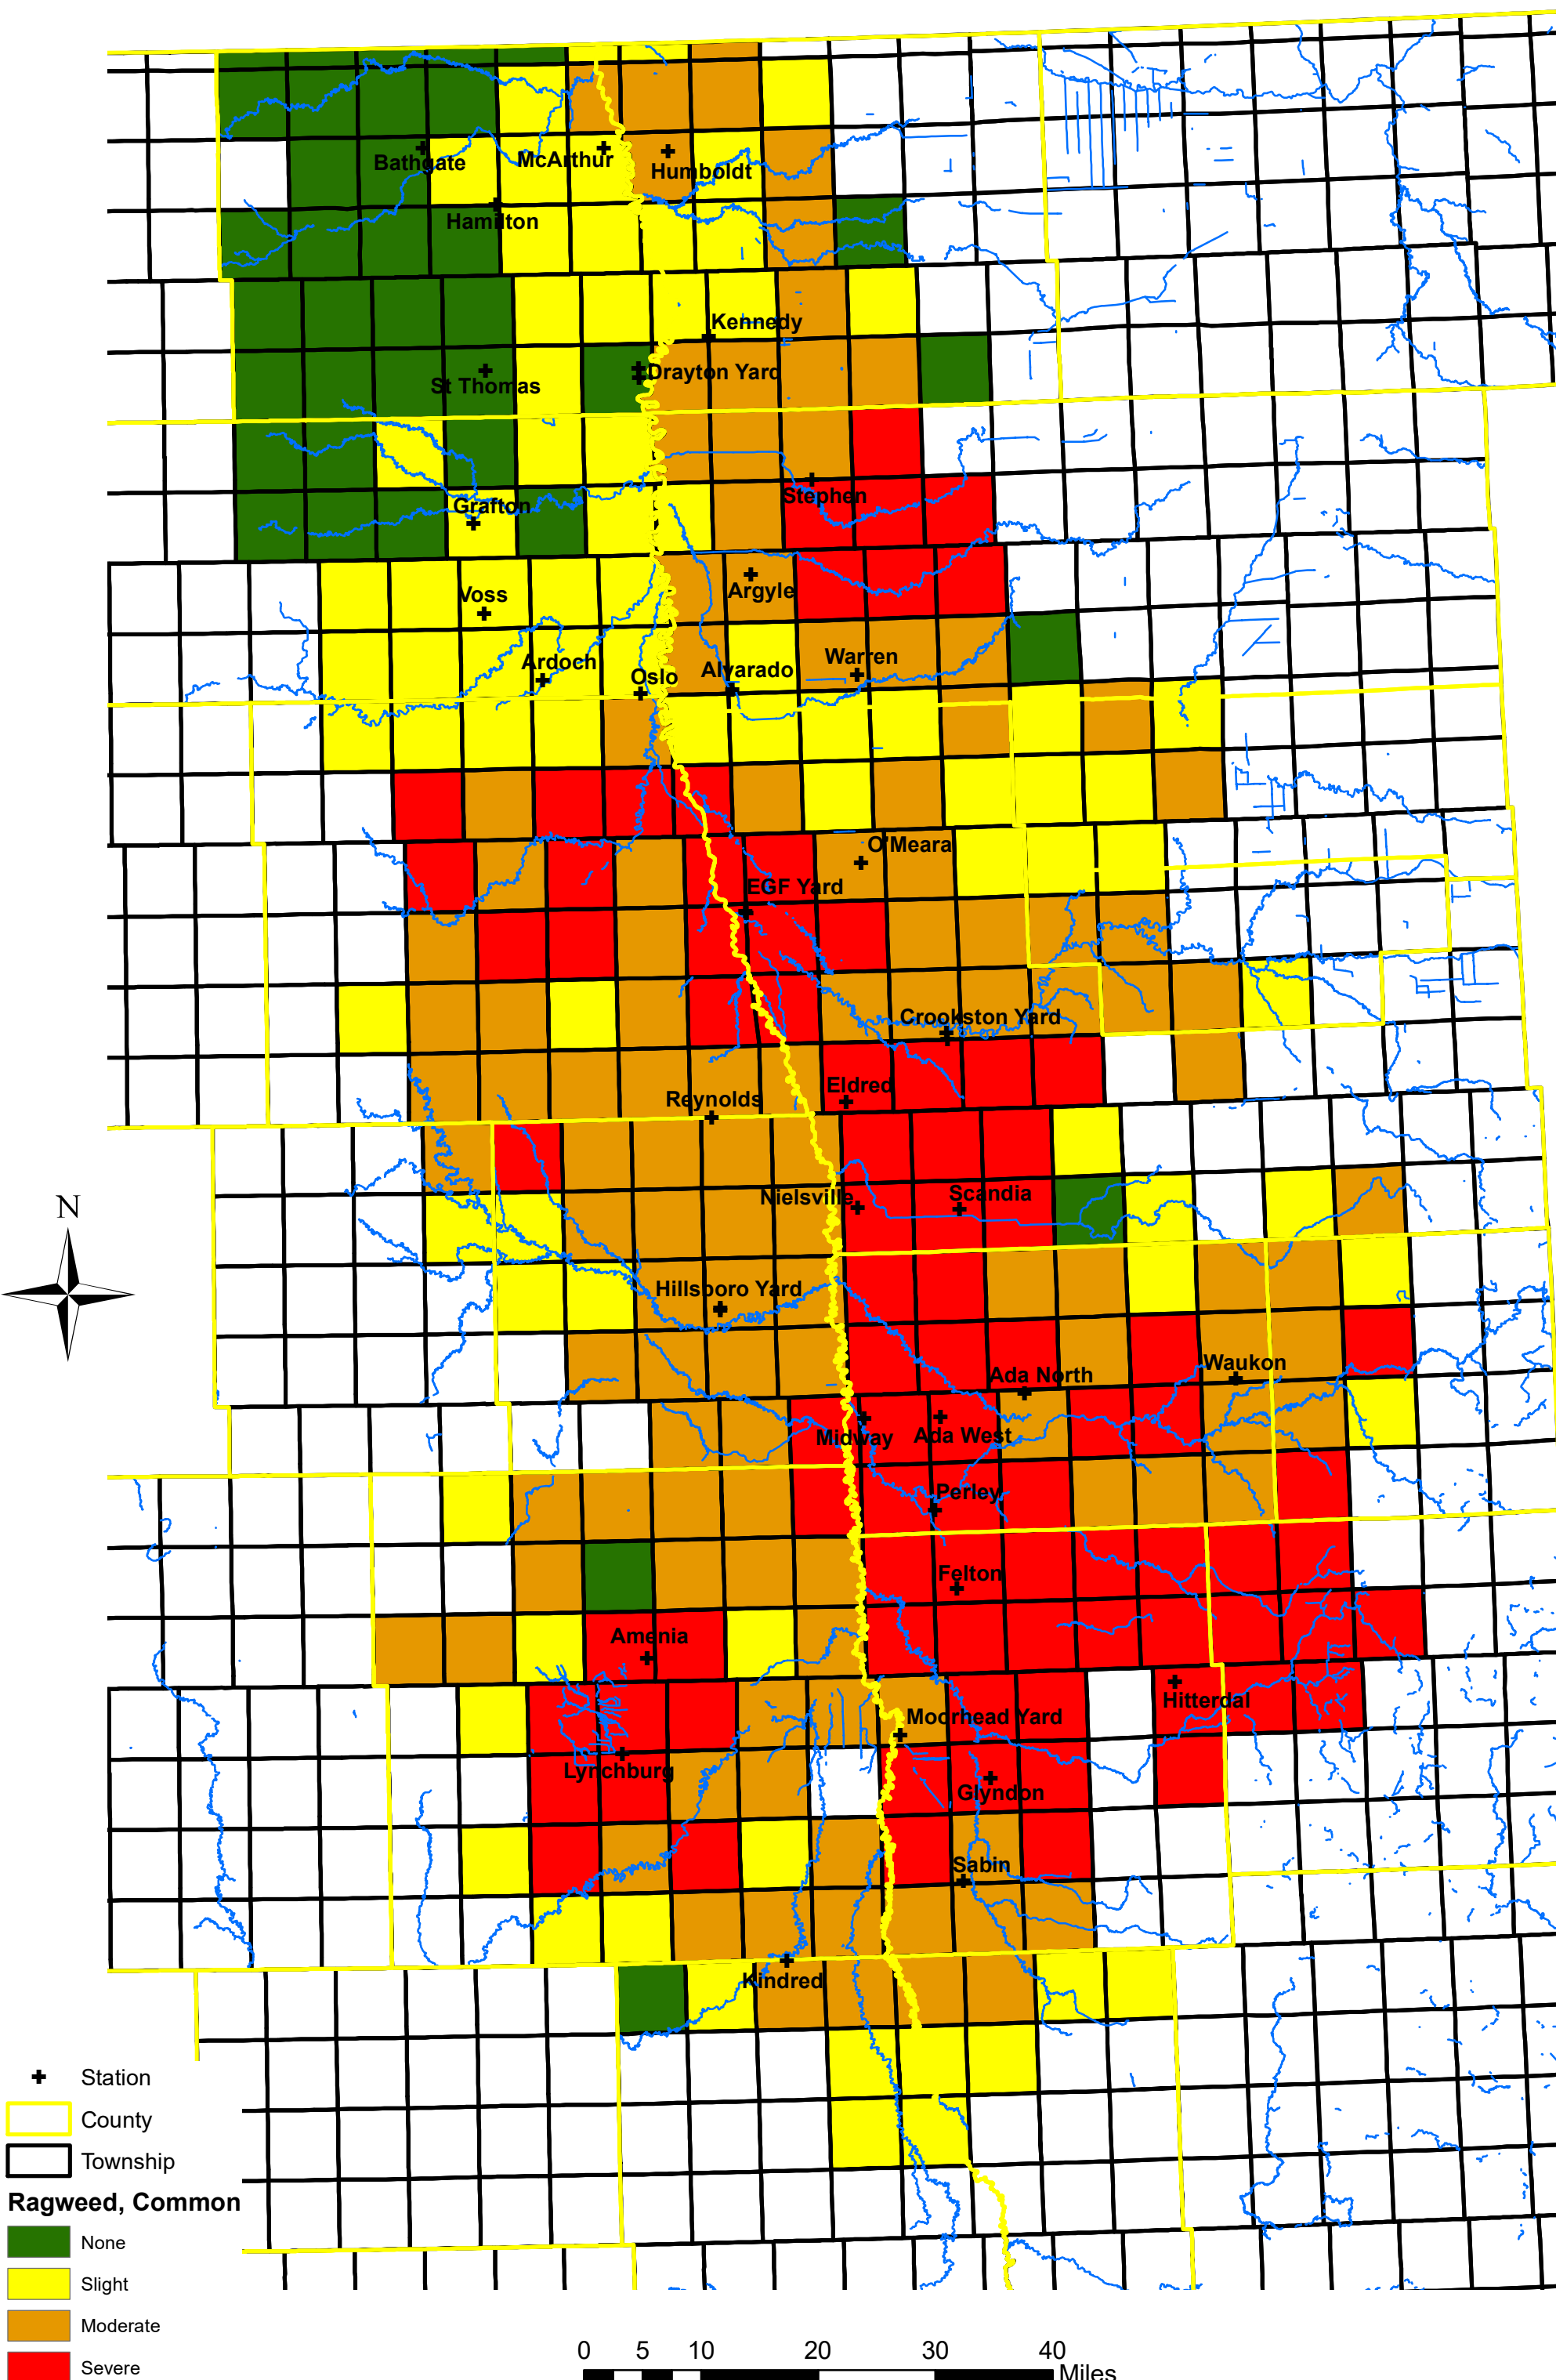 Bathgate
McArthur
Humboldt
Hamilton
Kennedy
St Thomas
Drayton Yard
Grafton
Stephen
Argyle
Voss
Ardoch
Oslo
Alvarado
Warren
O'Meara
EGF Yard
Crookston Yard
Eldred
Reynolds
N
Nielsville
Scandia
Hillsboro Yard
Waukon
Ada North
Midway
Ada West
Perley
Felton
Amenia
Hitterdal
Moorhead Yard
Lynchburg
Glyndon
Sabin
Kindred
Station
County
Township
Ragweed, Common
None
Slight
Moderate
Severe
0 5 10 20 30 40
Miles